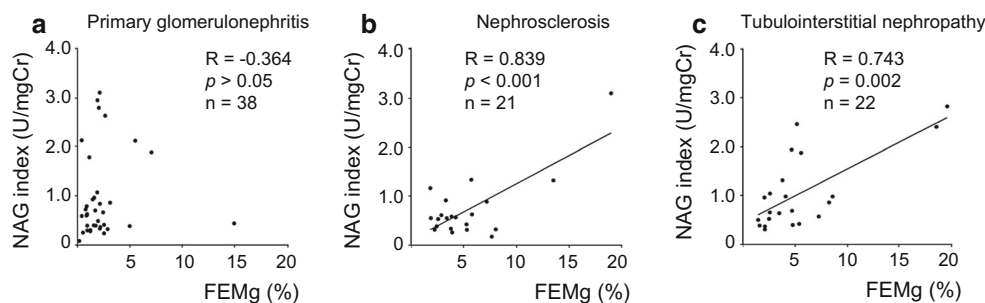 a Primary glomerulonephritis
NAG index (U/mgCr)
4.0
3.0
2.0
1.0
0
R = -0.364
p > 0.05
n = 38
0 5 10 15 20
FEMg (%)
b Nephrosclerosis
NAG index (U/mgCr)
4.0
3.0
2.0
1.0
0
R = 0.839
p < 0.001
n = 21
5 10 15 20
FEMg (%)
c Tubulointerstitial nephropathy
NAG index (U/mgCr)
4.0
3.0
2.0
1.0
0
R = 0.743
p = 0.002
n = 22
5 10 15 20
FEMg (%)